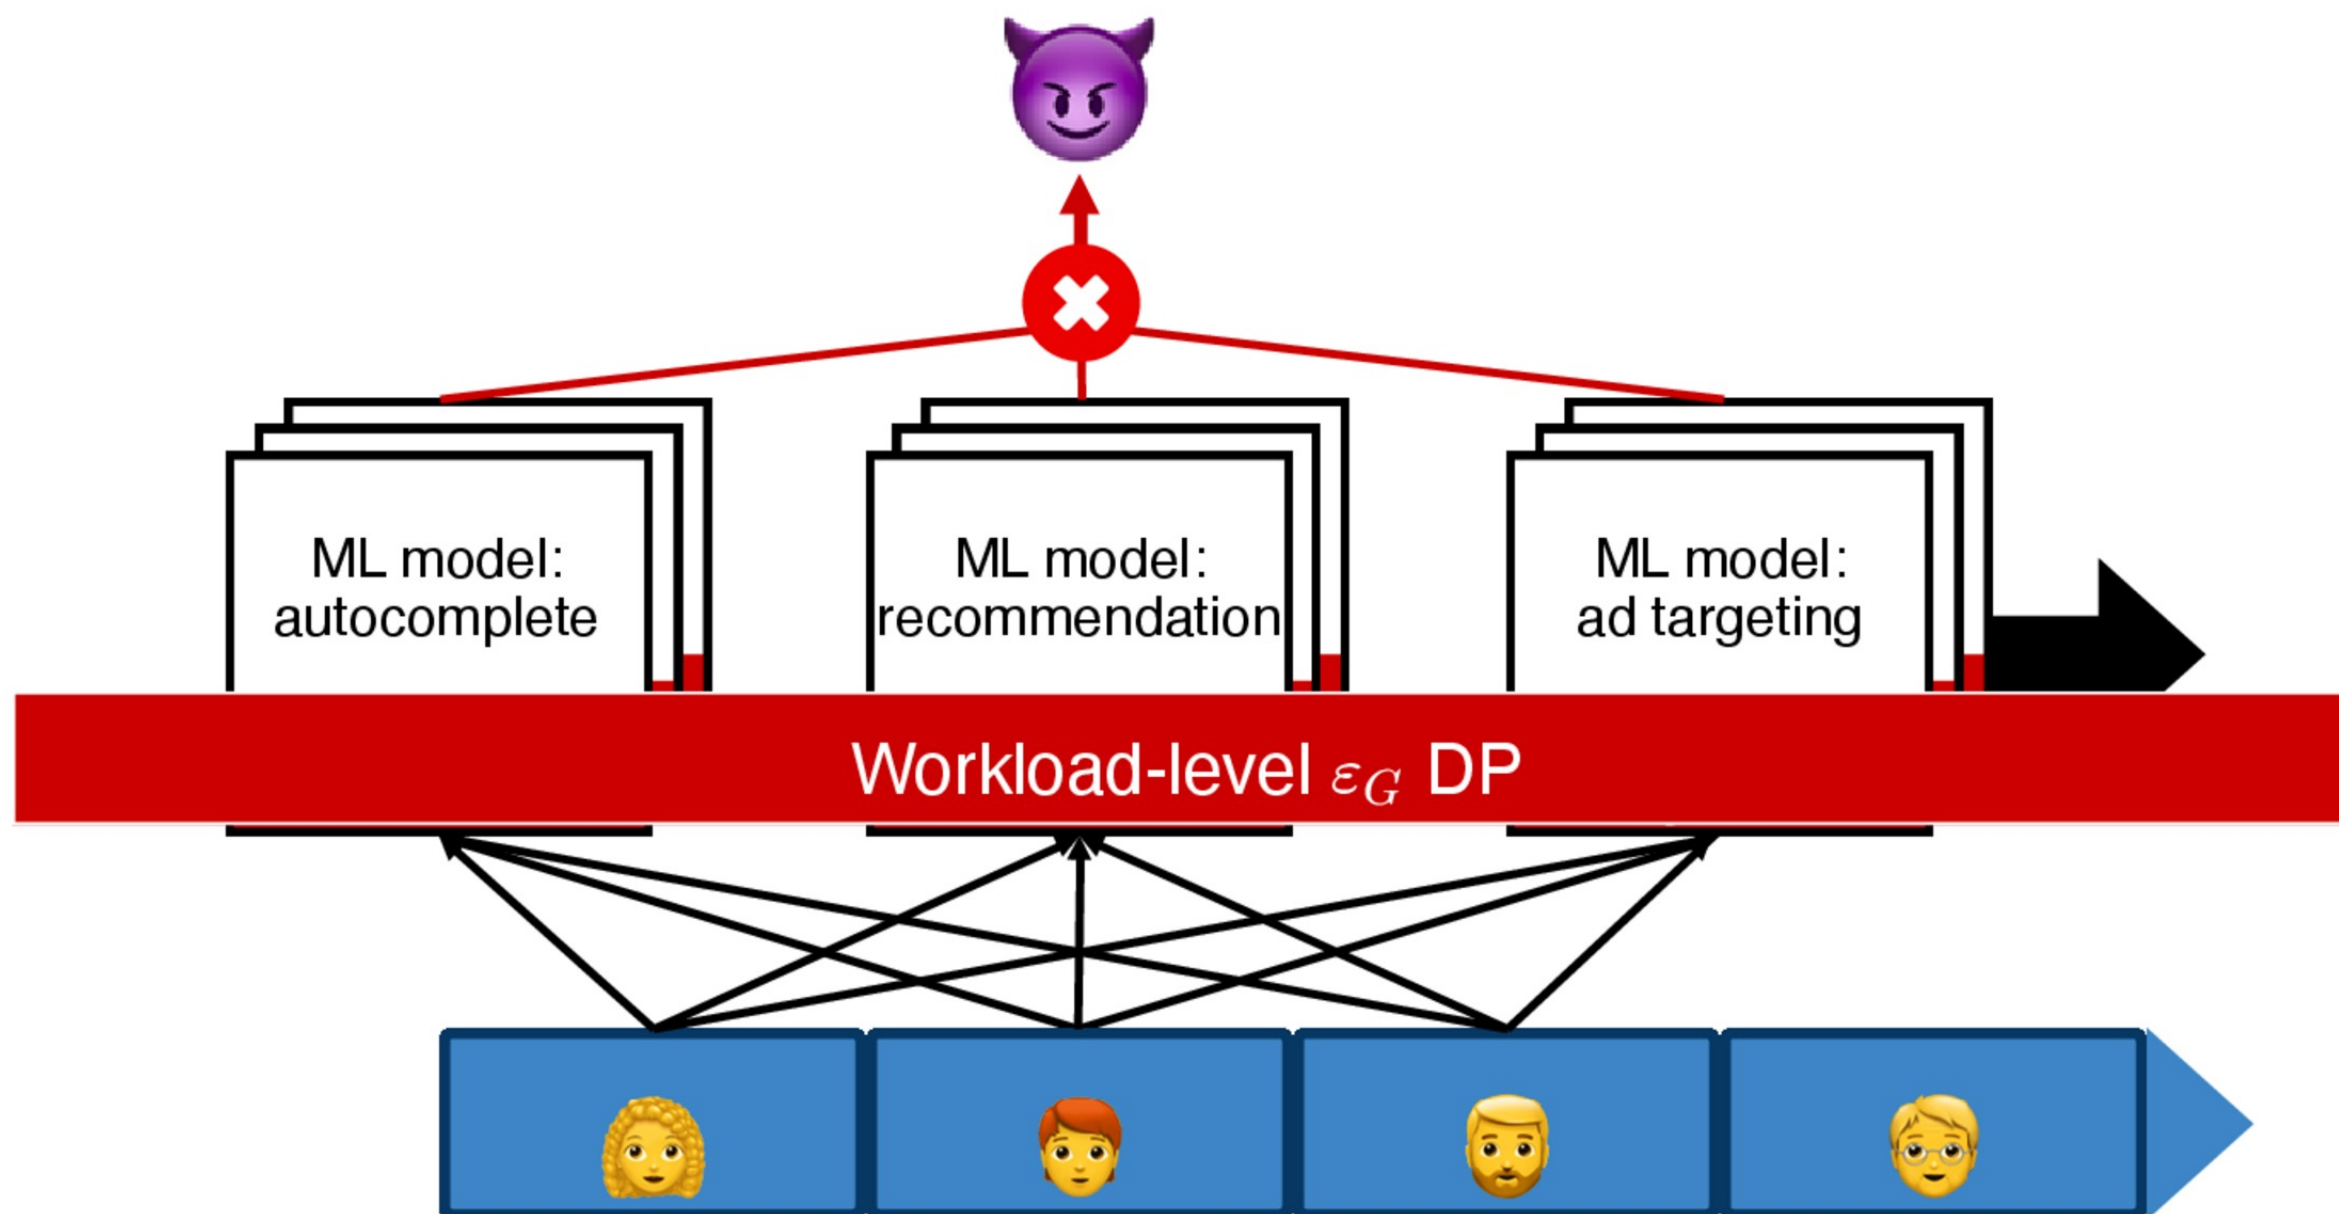 ML model:
autocomplete
ML model:
recommendation
ML model:
ad targeting
Workload-level εG DP